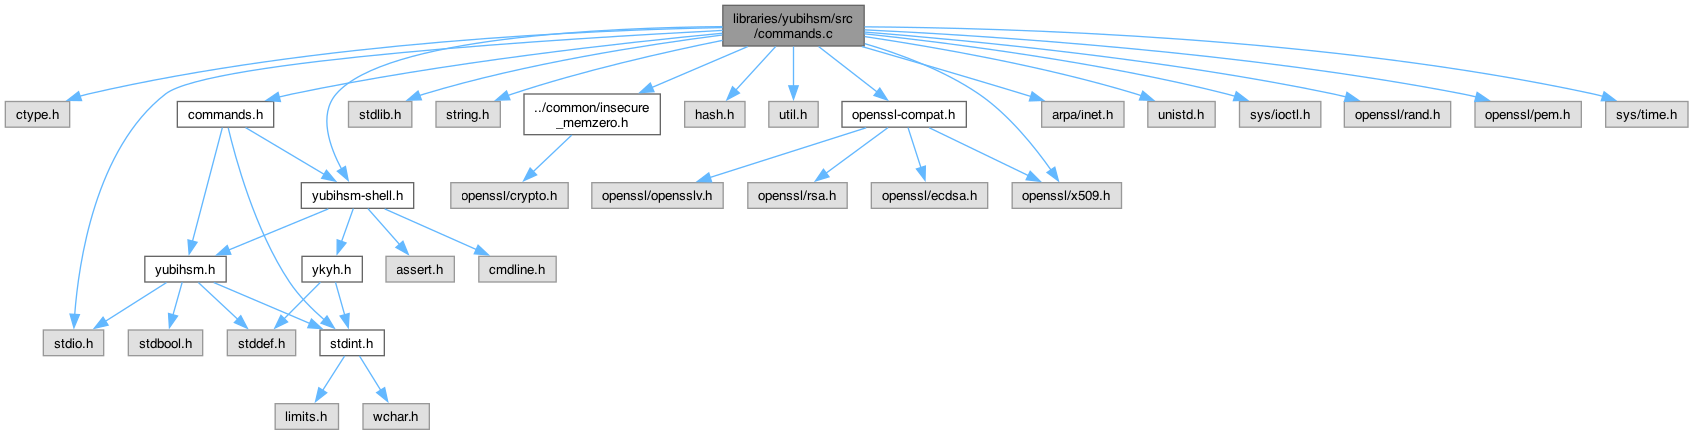 libraries/yubihsm/src
/commands.c
ctype.h
commands.h
stdlib.h
string.h
../common/insecure
_memzero.h
hash.h
util.h
openssl-compat.h
arpa/inet.h
unistd.h
sys/ioctl.h
openssl/rand.h
openssl/pem.h
sys/time.h
yubihsm-shell.h
openssl/crypto.h
openssl/opensslv.h
openssl/rsa.h
openssl/ecdsa.h
openssl/x509.h
yubihsm.h
ykyh.h
assert.h
cmdline.h
stdio.h
stdbool.h
stddef.h
stdint.h
limits.h
wchar.h